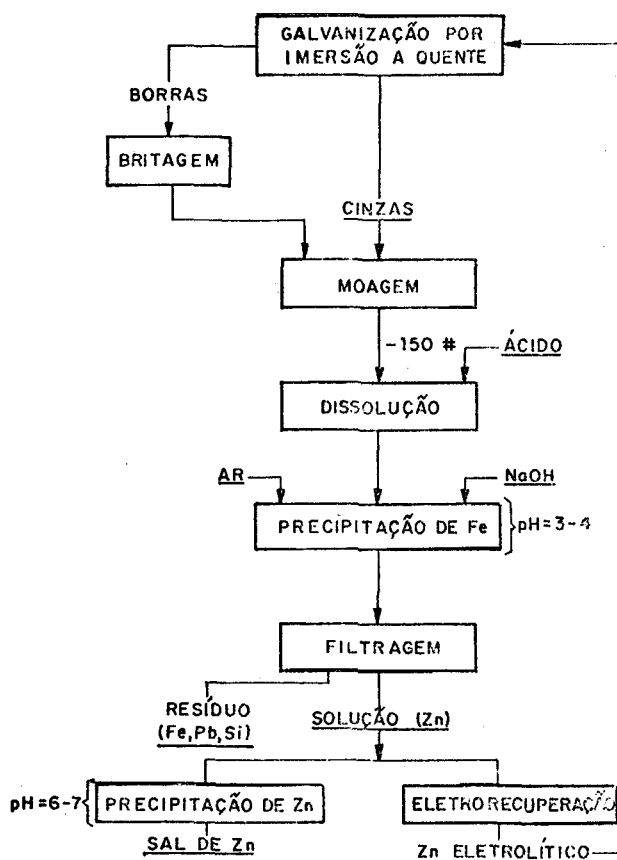 GALVANIZAÇÃO POR
IMERSÃO A QUENTE
BORRAS
BRITAGEM
CINZAS
MOAGEM
-150 #
ÁCIDO
DISSOLUÇÃO
AR
NaOH
PRECIPITAÇÃO DE Fe
pH=3-4
FILTRAGEM
RESÍDUO
(Fe,Pb,Si)
SOLUÇÃO (Zn)
pH=6-7
PRECIPITAÇÃO DE Zn
ELETRORECUPERAÇÃO
SAL DE Zn
Zn ELETROLÍTICO